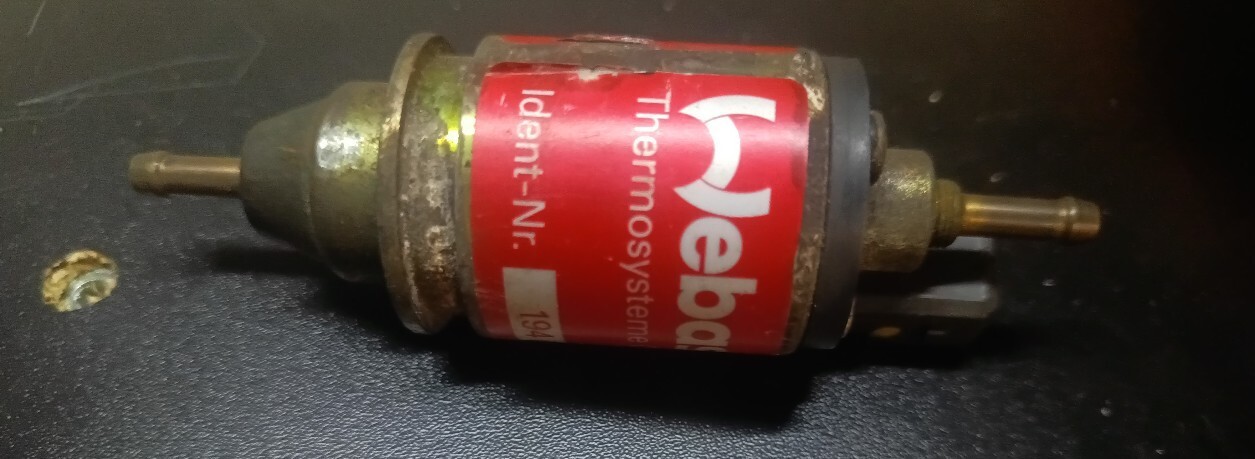 Webas
Thermosysteme
Ident-Nr.
194